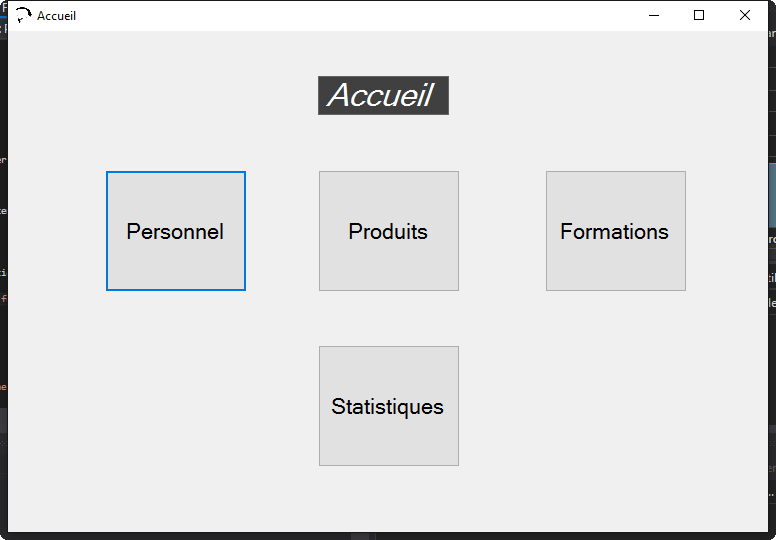 Accueil
Accueil
Personnel
Produits
Formations
Statistiques